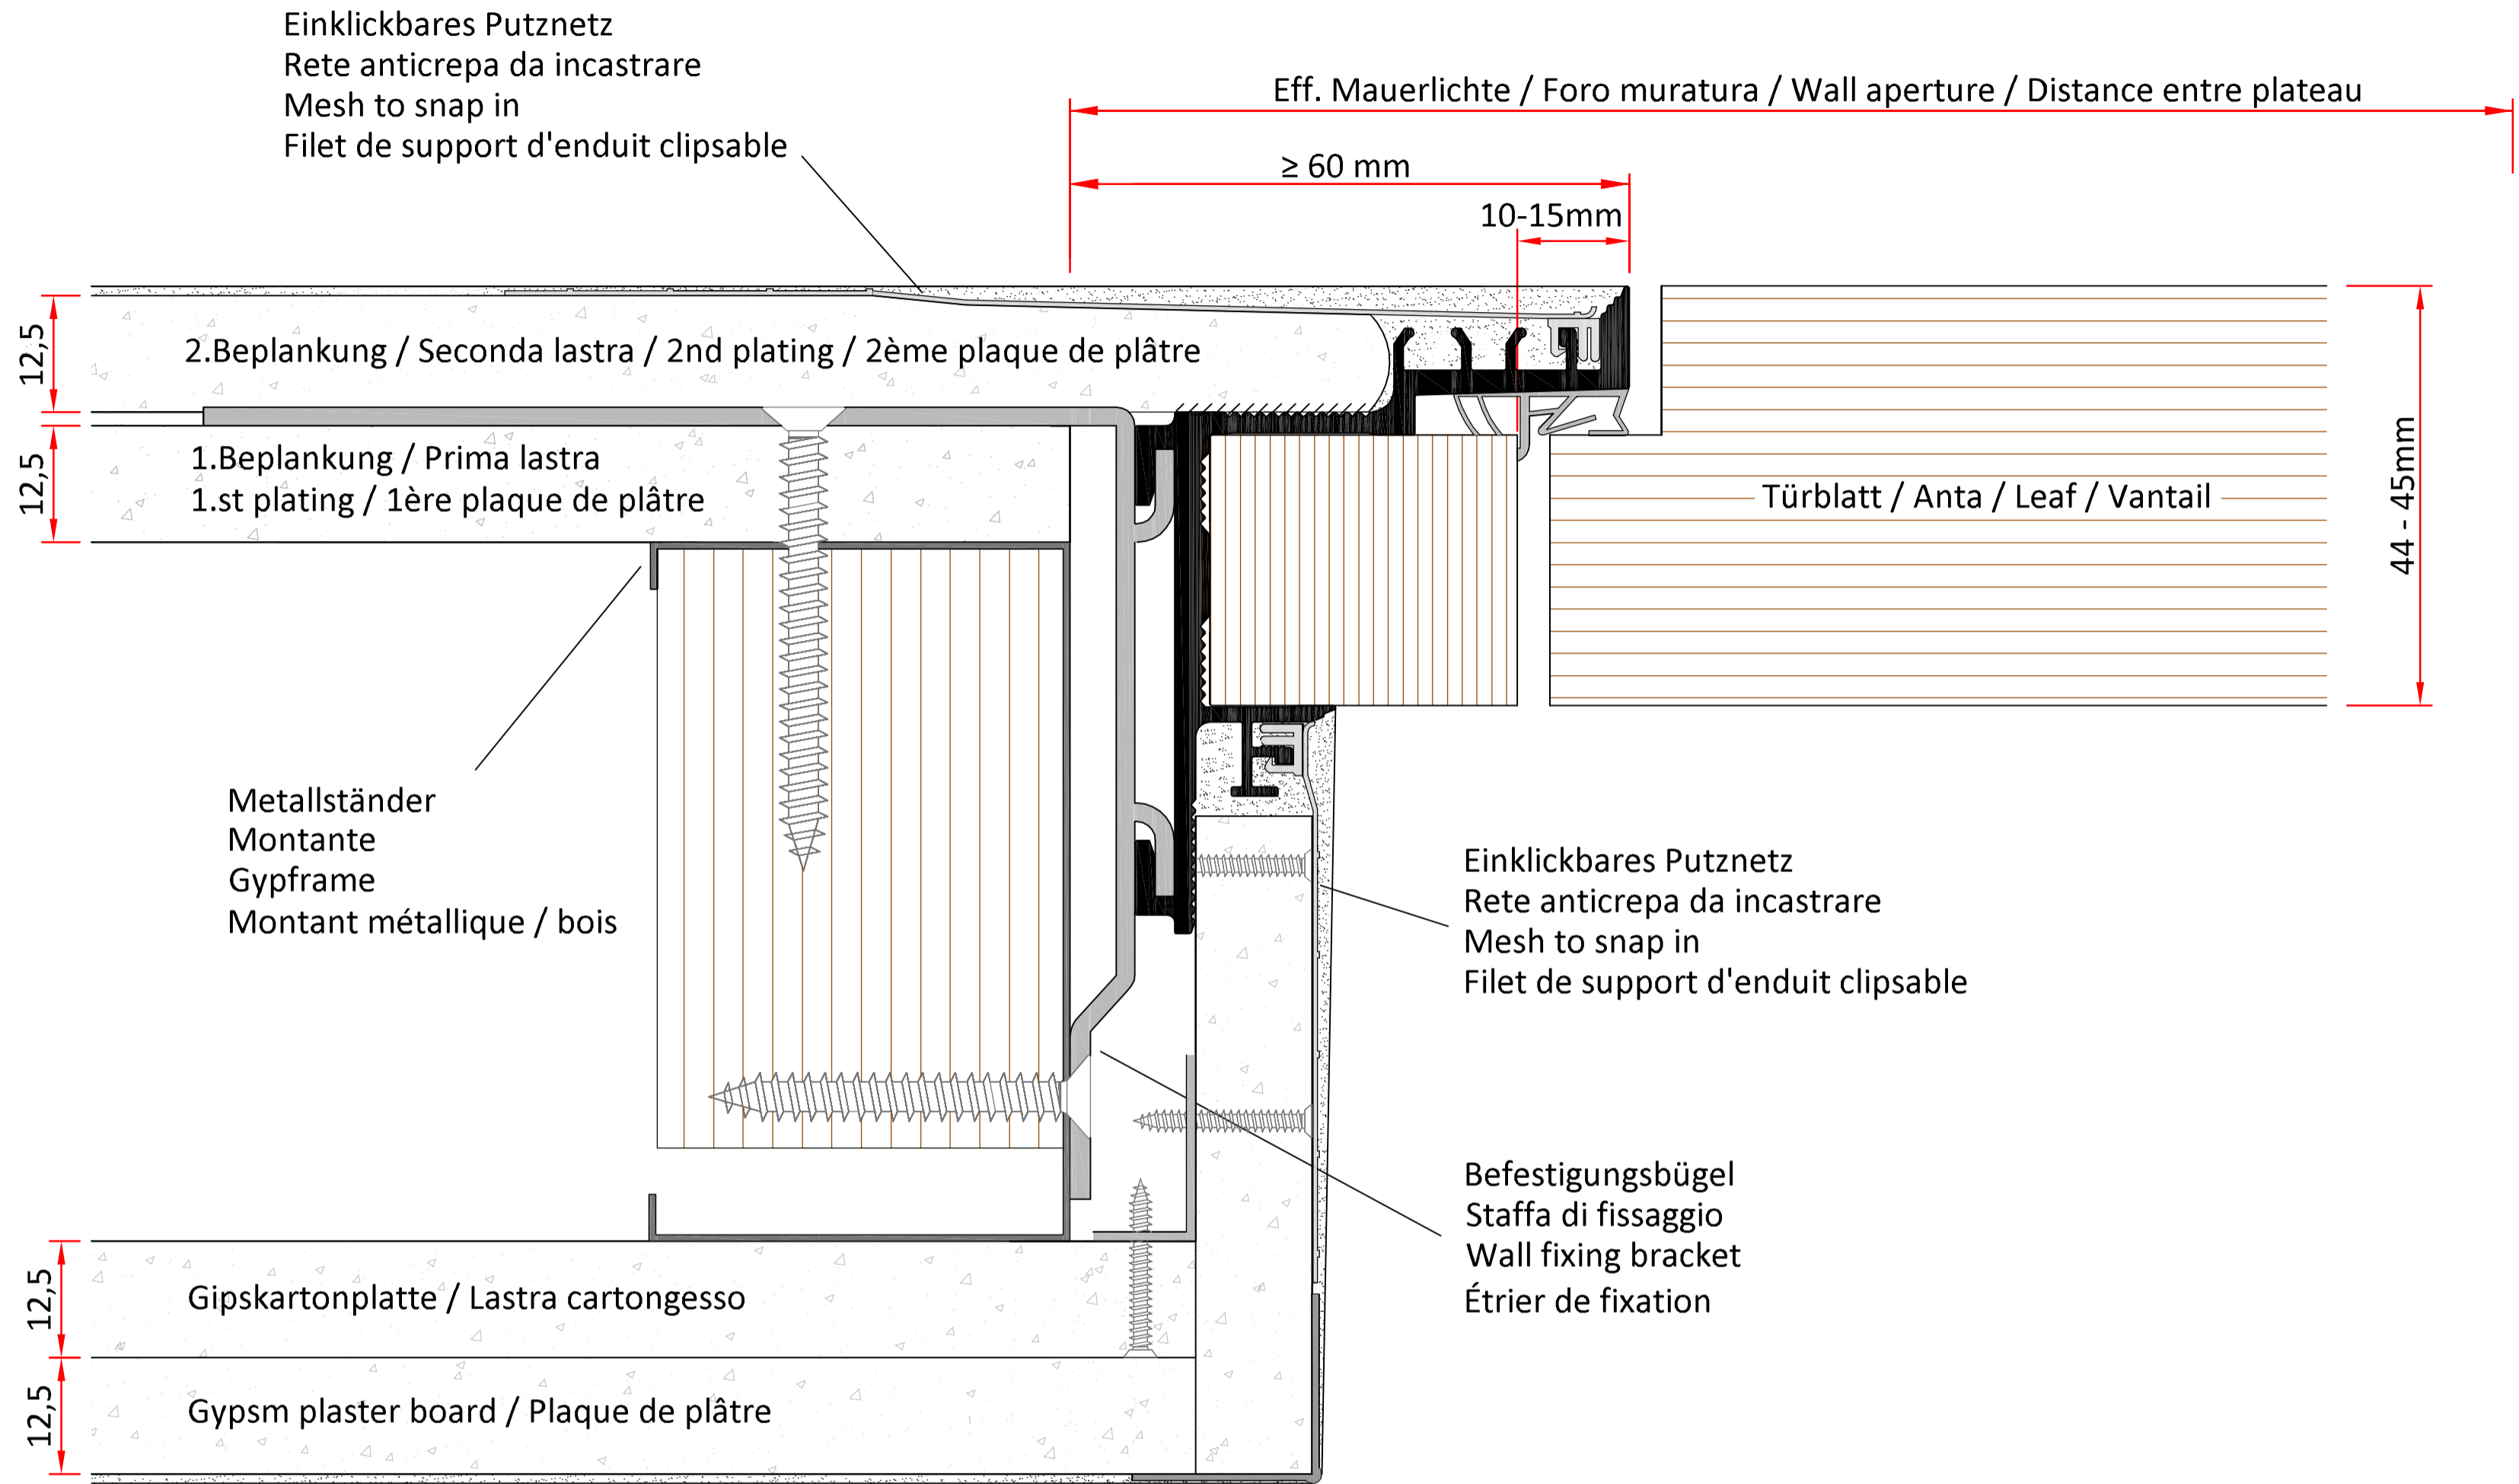 Einklickbares Putznetz
Rete anticrepa da incastrare
Mesh to snap in
Filet de support d'enduit clipsable
Eff. Mauerlichte / Foro muratura / Wall aperture / Distance entre plateau
≥ 60 mm
10-15mm
12,5
2.Beplankung / Seconda lastra / 2nd plating / 2ème plaque de plâtre
12,5
1.Beplankung / Prima lastra
1.st plating / 1ère plaque de plâtre
Türblatt / Anta / Leaf / Vantail
44 - 45mm
Metallständer
Montante
Gypframe
Montant métallique / bois
Einklickbares Putznetz
Rete anticrepa da incastrare
Mesh to snap in
Filet de support d'enduit clipsable
Befestigungsbügel
Staffa di fissaggio
Wall fixing bracket
Étrier de fixation
12,5
Gipskartonplatte / Lastra cartongesso
12,5
Gypsm plaster board / Plaque de plâtre